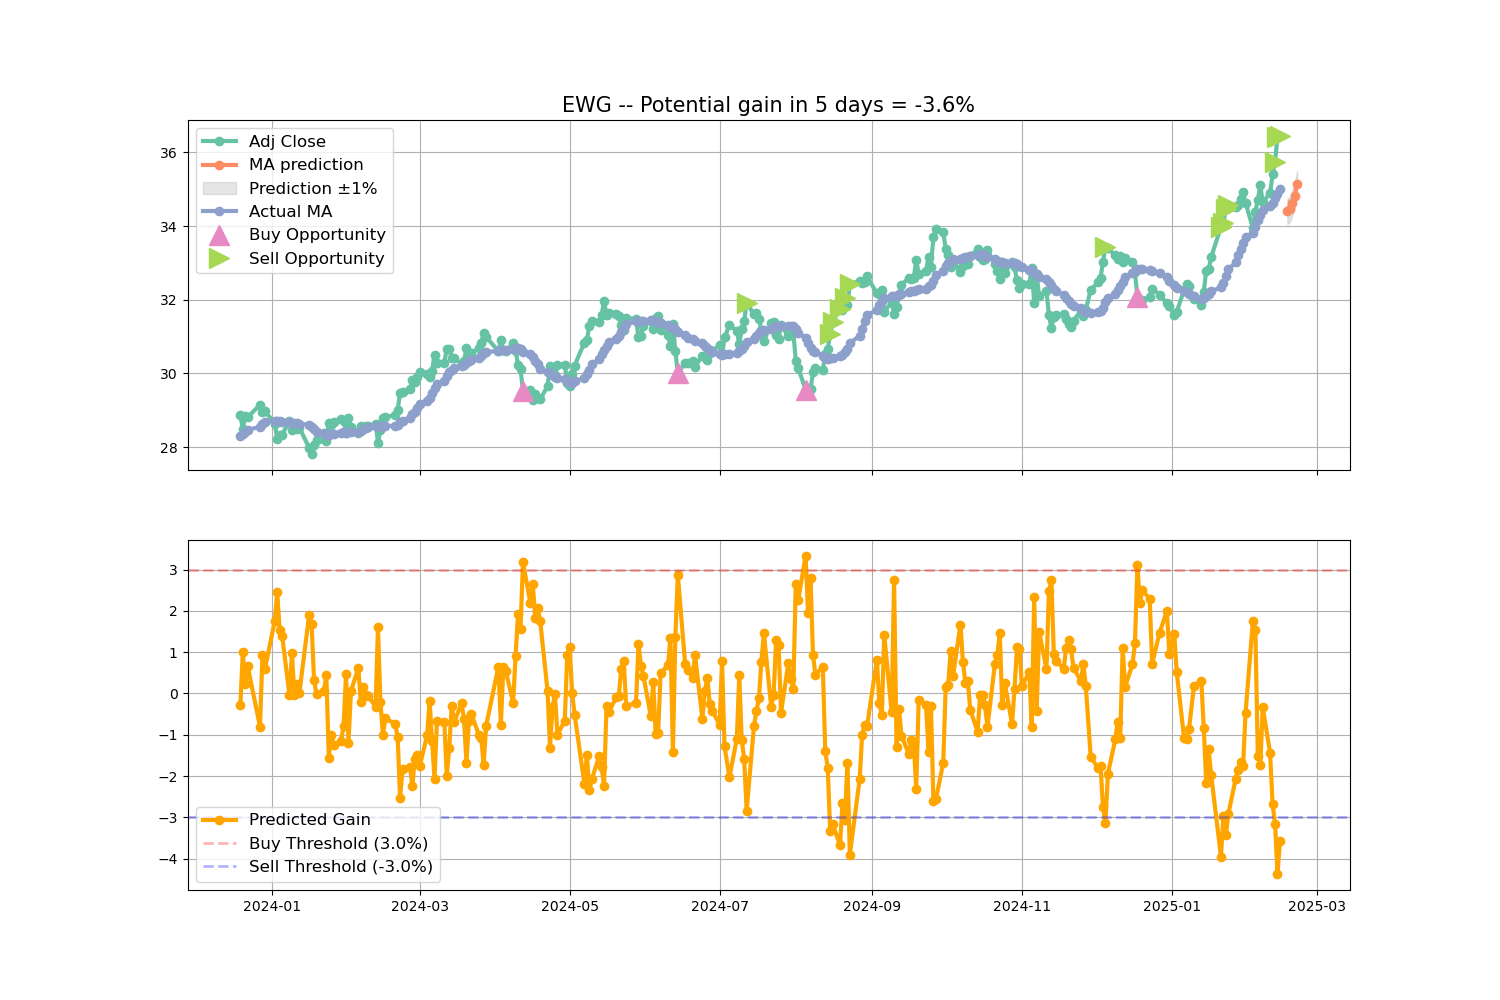 EWG -- Potential gain in 5 days = -3.6%
36
34
32
30
28
Adj Close
MA prediction
Prediction ±1%
Actual MA
Buy Opportunity
Sell Opportunity
3
2
1
0
−1
−2
−3
−4
Predicted Gain
Buy Threshold (3.0%)
Sell Threshold (-3.0%)
2024-01
2024-03
2024-05
2024-07
2024-09
2024-11
2025-01
2025-03